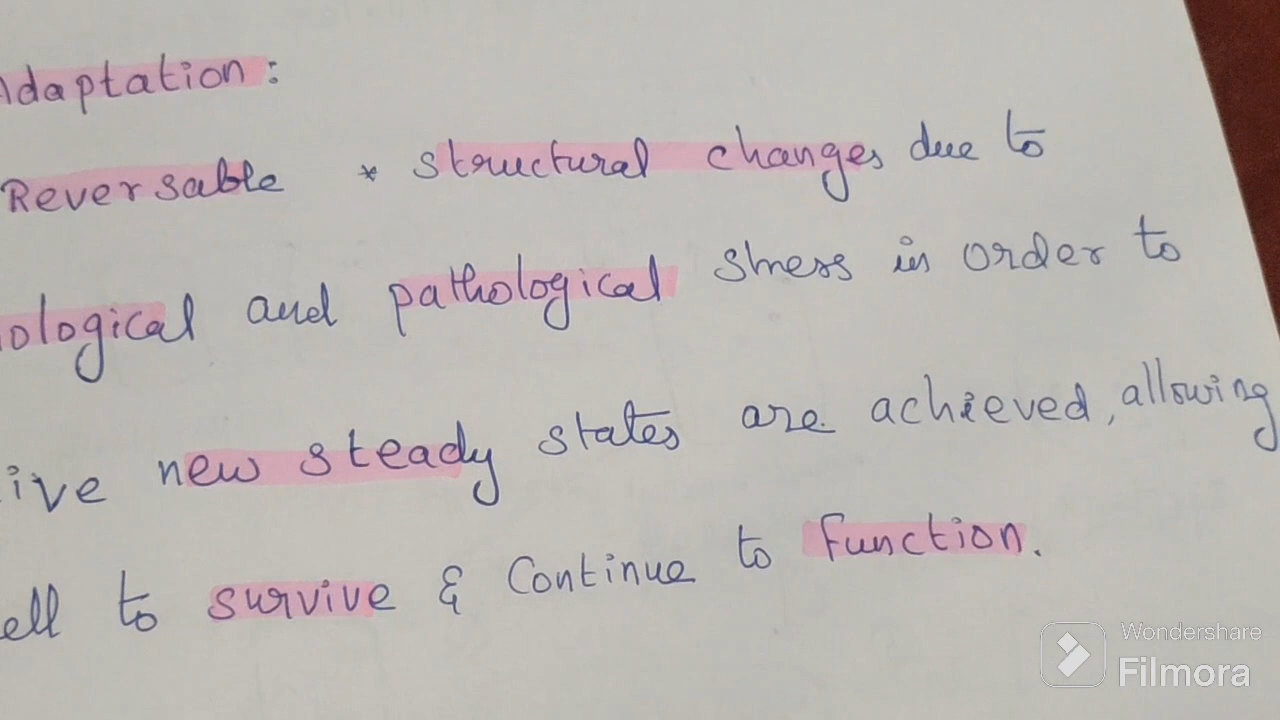 Adaptation:
Reversable * structural changes due to
ological and pathological stress in order to
ive new steady states are achieved, allowing
ell to survive & Continue to function.
Wondershare
Filmora